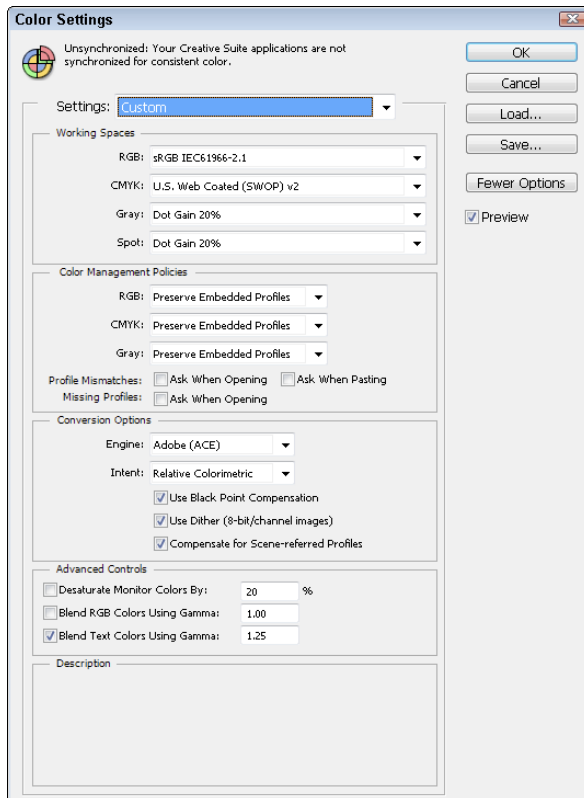 Color Settings
Unsynchronized: Your Creative Suite applications are not
synchronized for consistent color.
OK
Cancel
Load...
Save...
Fewer Options
Preview
Settings: Custom
Working Spaces
RGB: sRGB IEC61966-2.1
CMYK: U.S. Web Coated (SWOP) v2
Gray: Dot Gain 20%
Spot: Dot Gain 20%
Color Management Policies
RGB: Preserve Embedded Profiles
CMYK: Preserve Embedded Profiles
Gray: Preserve Embedded Profiles
Profile Mismatches: Ask When Opening Ask When Pasting
Missing Profiles: Ask When Opening
Conversion Options
Engine: Adobe (ACE)
Intent: Relative Colorimetric
Use Black Point Compensation
Use Dither (8-bit/channel images)
Compensate for Scene-referred Profiles
Advanced Controls
Desaturate Monitor Colors By: 20 %
Blend RGB Colors Using Gamma: 1.00
Blend Text Colors Using Gamma: 1.25
Description